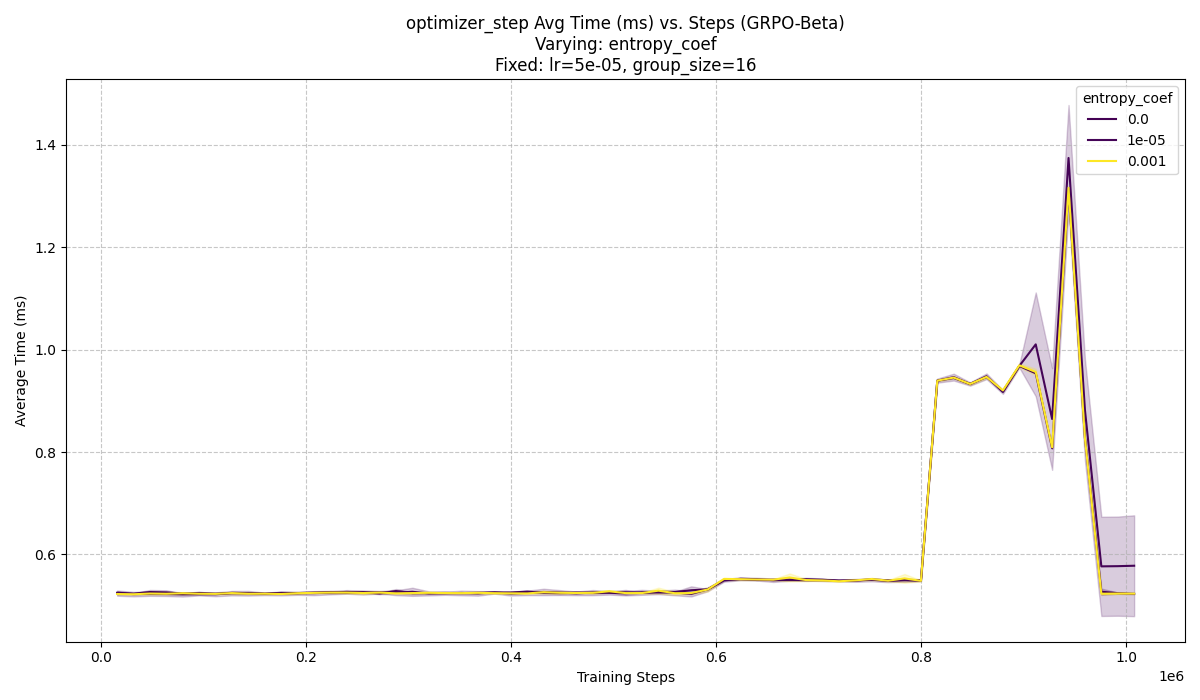 optimizer_step Avg Time (ms) vs. Steps (GRPO-Beta)
Varying: entropy_coef
Fixed: lr=5e-05, group_size=16
entropy_coef
0.0
1e-05
0.001
Average Time (ms)
1.4
1.2
1.0
0.8
0.6
0.0
0.2
0.4
0.6
0.8
1.0
1e6
Training Steps